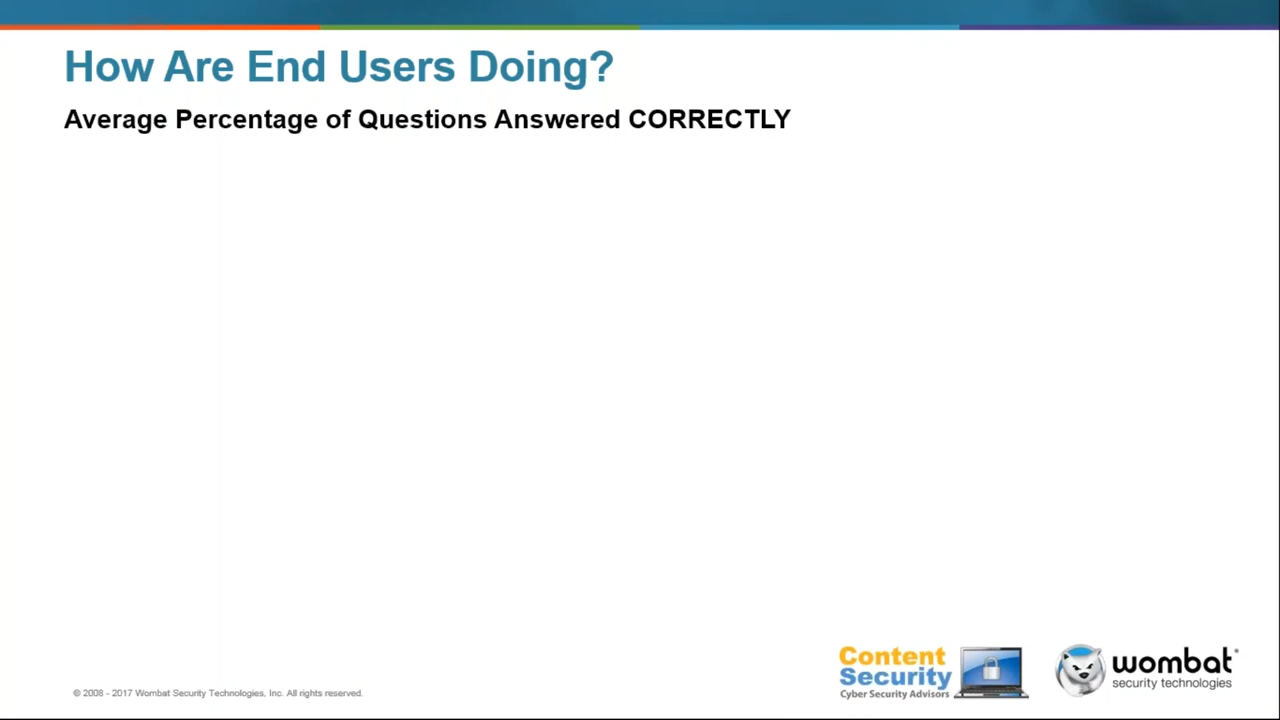 How Are End Users Doing?
Average Percentage of Questions Answered CORRECTLY
Content
Security
Cyber Security Advisors
wombat
security technologies
© 2008 - 2017 Wombat Security Technologies, Inc. All rights reserved.